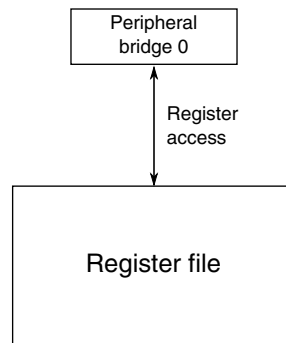 Peripheral
bridge 0
Register
access
Register file